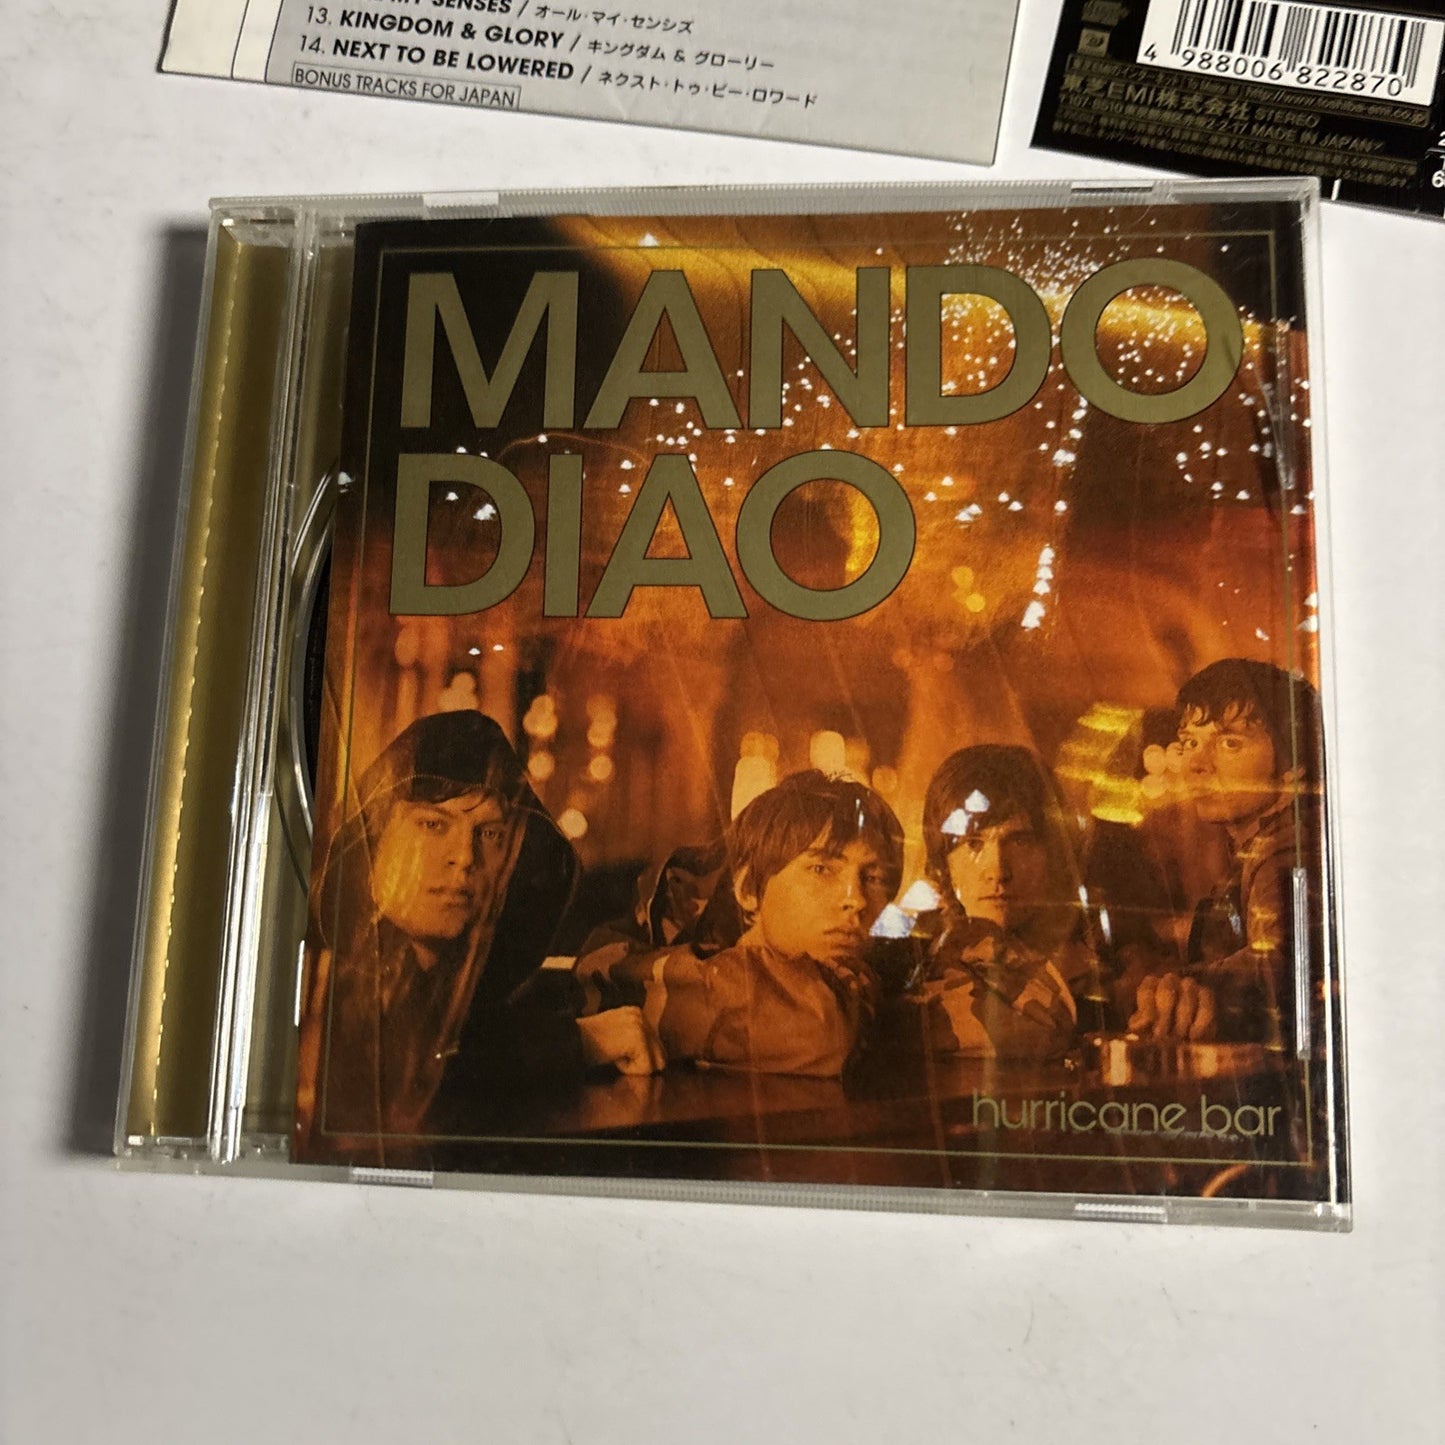 MY SENSES / オール・マイ・センシズ
13. KINGDOM & GLORY / キングダム & グローリー
14. NEXT TO BE LOWERED / ネクスト・トゥ・ビー・ロワード
BONUS TRACKS FOR JAPAN
4 988006 822870
東芝EMI株式会社 STEREO
MADE IN JAPAN
MANDO
DIAO
hurricane bar